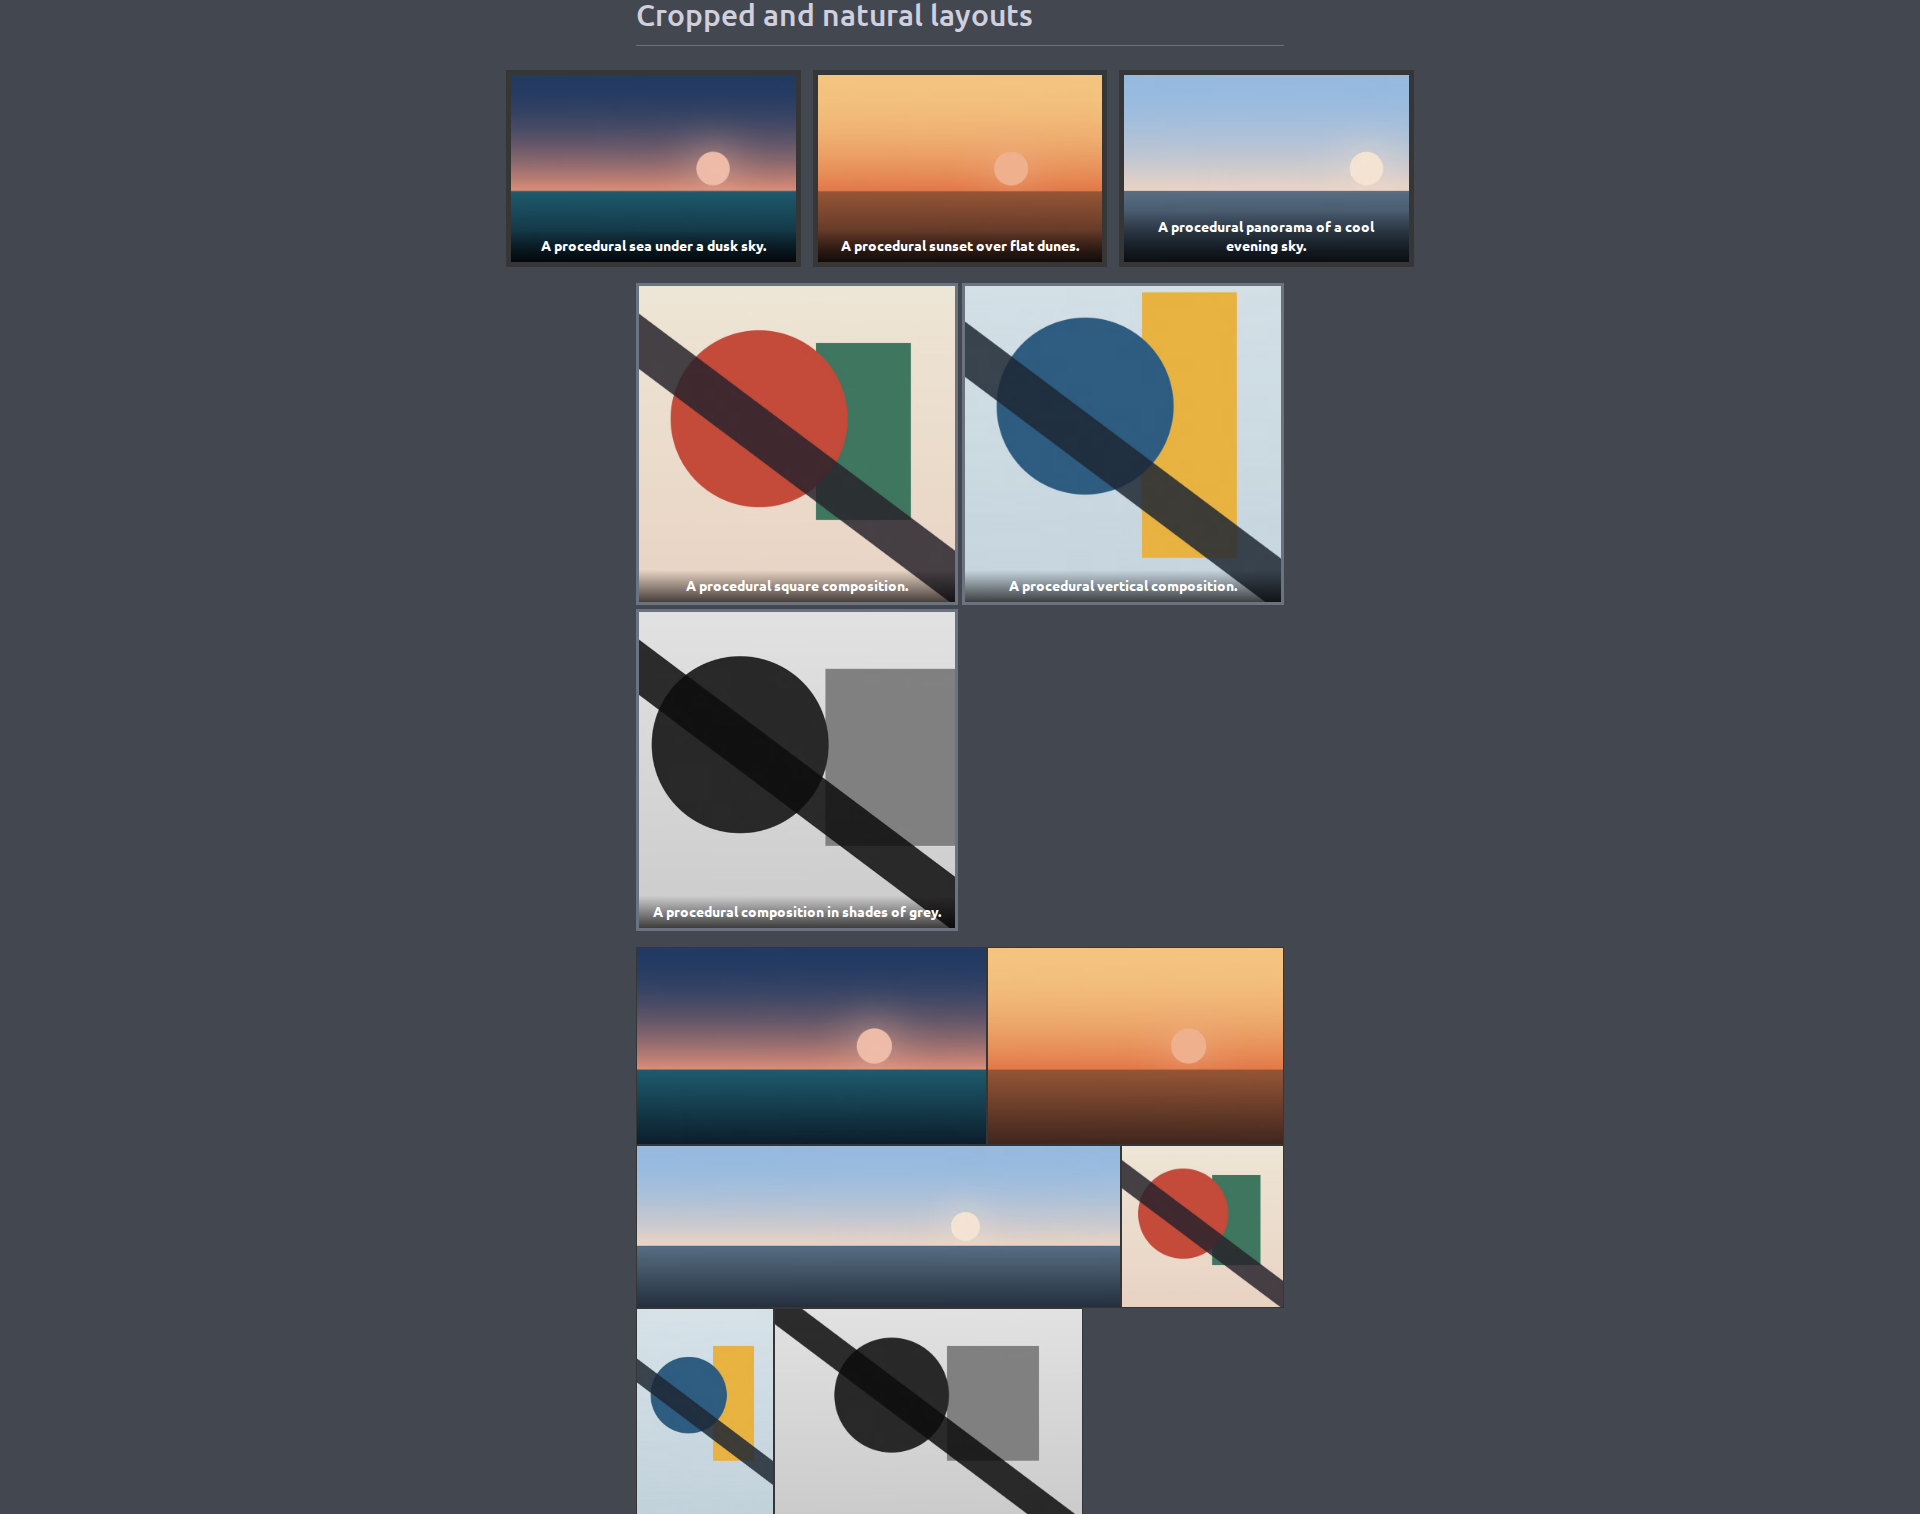 Cropped and natural layouts
A procedural sea under a dusk sky.
A procedural sunset over flat dunes.
A procedural panorama of a cool
evening sky.
A procedural square composition.
A procedural vertical composition.
A procedural composition in shades of grey.